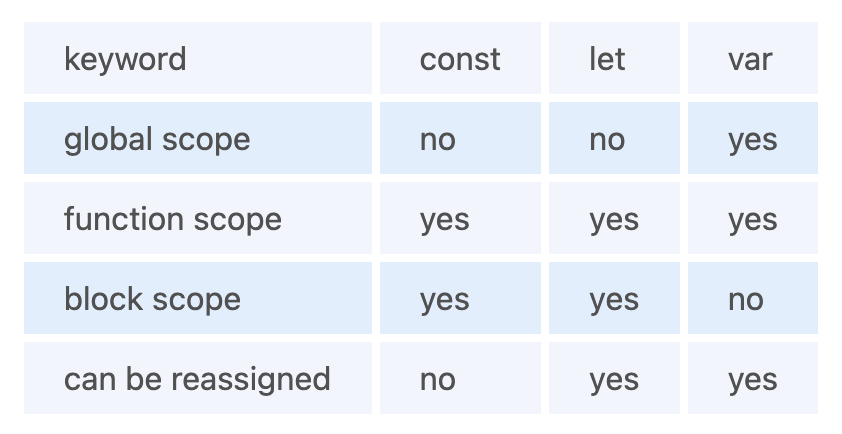 keyword const let var
global scope no no yes
function scope yes yes yes
block scope yes yes no
can be reassigned no yes yes